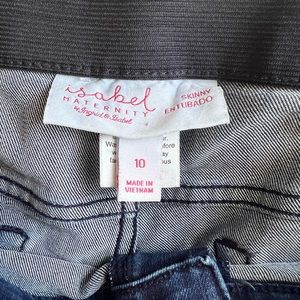 isabel
MATERNITY
by Ingrid & Isabel
SKINNY
ENTUBADO
10
MADE IN
VIETNAM